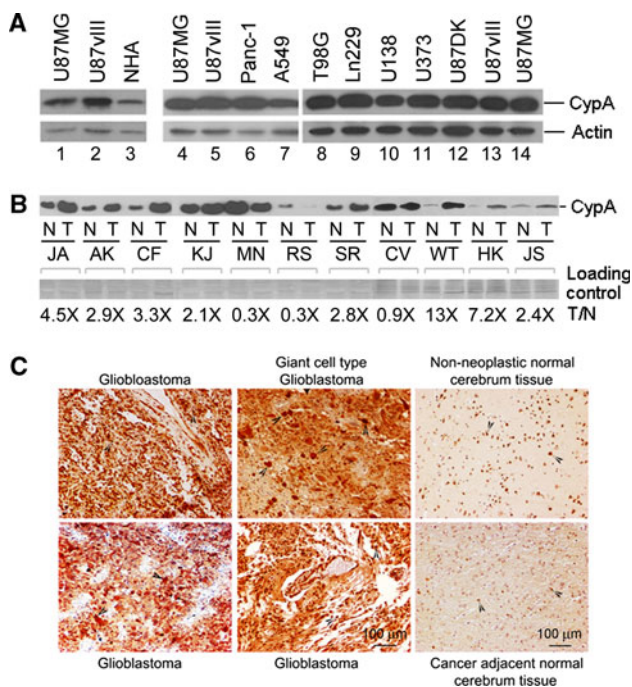 A
U87MG U87vIII NHA U87MG U87vIII Panc-1 A549 T98G Ln229 U138 U373 U87DK U87vIII U87MG
CypA
Actin
1 2 3 4 5 6 7 8 9 10 11 12 13 14
B
CypA
N T N T N T N T N T N T N T N T N T N T N T
JA AK CF KJ MN RS SR CV WT HK JS
Loading
control
4.5X 2.9X 3.3X 2.1X 0.3X 0.3X 2.8X 0.9X 13X 7.2X 2.4X T/N
C
Gliobloastoma
Giant cell type
Glioblastoma
Non-neoplastic normal
cerebrum tissue
100 µm
100 µm
Glioblastoma
Glioblastoma
Cancer adjacent normal
cerebrum tissue